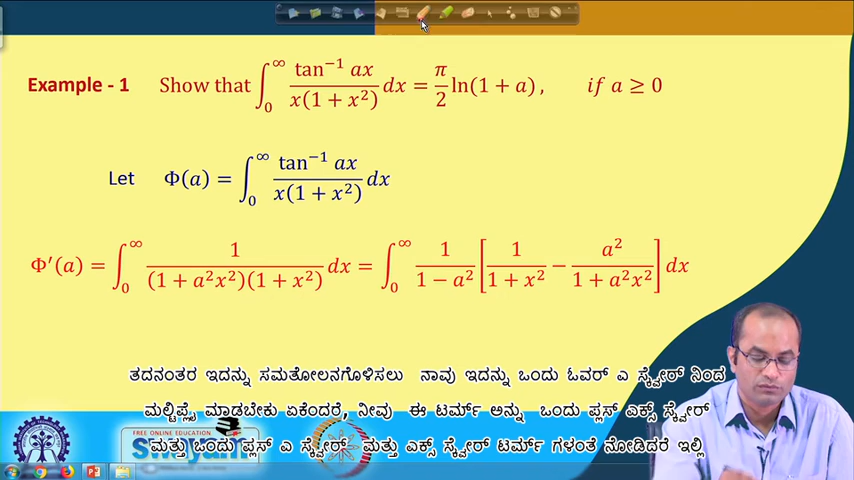 Example - 1 Show that ∫₀^∞ tan⁻¹ ax / x(1 + x²) dx = π/2 ln(1 + a), if a ≥ 0
Let Φ(a) = ∫₀^∞ tan⁻¹ ax / x(1 + x²) dx
Φ′(a) = ∫₀^∞ 1 / (1 + a²x²)(1 + x²) dx = ∫₀^∞ 1 / 1 − a² [1 / 1 + x² − a² / 1 + a²x²] dx
ತದನಂತರ ಇದನ್ನು ಸಮತೋಲನಗೊಳಿಸಲು ನಾವು ಇದನ್ನು ಒಂದು ಓವರ್ ಎ ಸ್ಕ್ವೇರ್ ನಿಂದ
ಮಲ್ಟಿಪ್ಲೈ ಮಾಡಬೇಕು ಏಕೆಂದರೆ, ನೀವು ಈ ಟರ್ಮ್ ಅನ್ನು ಒಂದು ಪ್ಲಸ್ ಎಕ್ಸ್ ಸ್ಕ್ವೇರ್
ಮತ್ತು ಒಂದು ಪ್ಲಸ್ ಎ ಸ್ಕ್ವೇರ್ ಮತ್ತು ಎಕ್ಸ್ ಸ್ಕ್ವೇರ್ ಟರ್ಮ್ ಗಳಂತೆ ನೋಡಿದರೆ ಇಲ್ಲಿ
FREE ONLINE EDUCATION